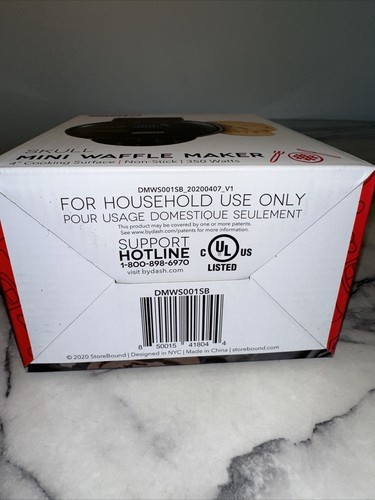 SKULL
MINI WAFFLE MAKER
4" Cooking Surface | Non-Stick | 350 Watts
DMWS001SB_20200407_V1
FOR HOUSEHOLD USE ONLY
POUR USAGE DOMESTIQUE SEULEMENT
This product may be covered by one or more patents.
See www.bydash.com/patents for more information.
SUPPORT
HOTLINE
1-800-898-6970
visit bydash.com
C UL US
LISTED
DMWS001SB
8 50015 41804 4
© 2020 StoreBound | Designed in NYC | Made in China | storebound.com